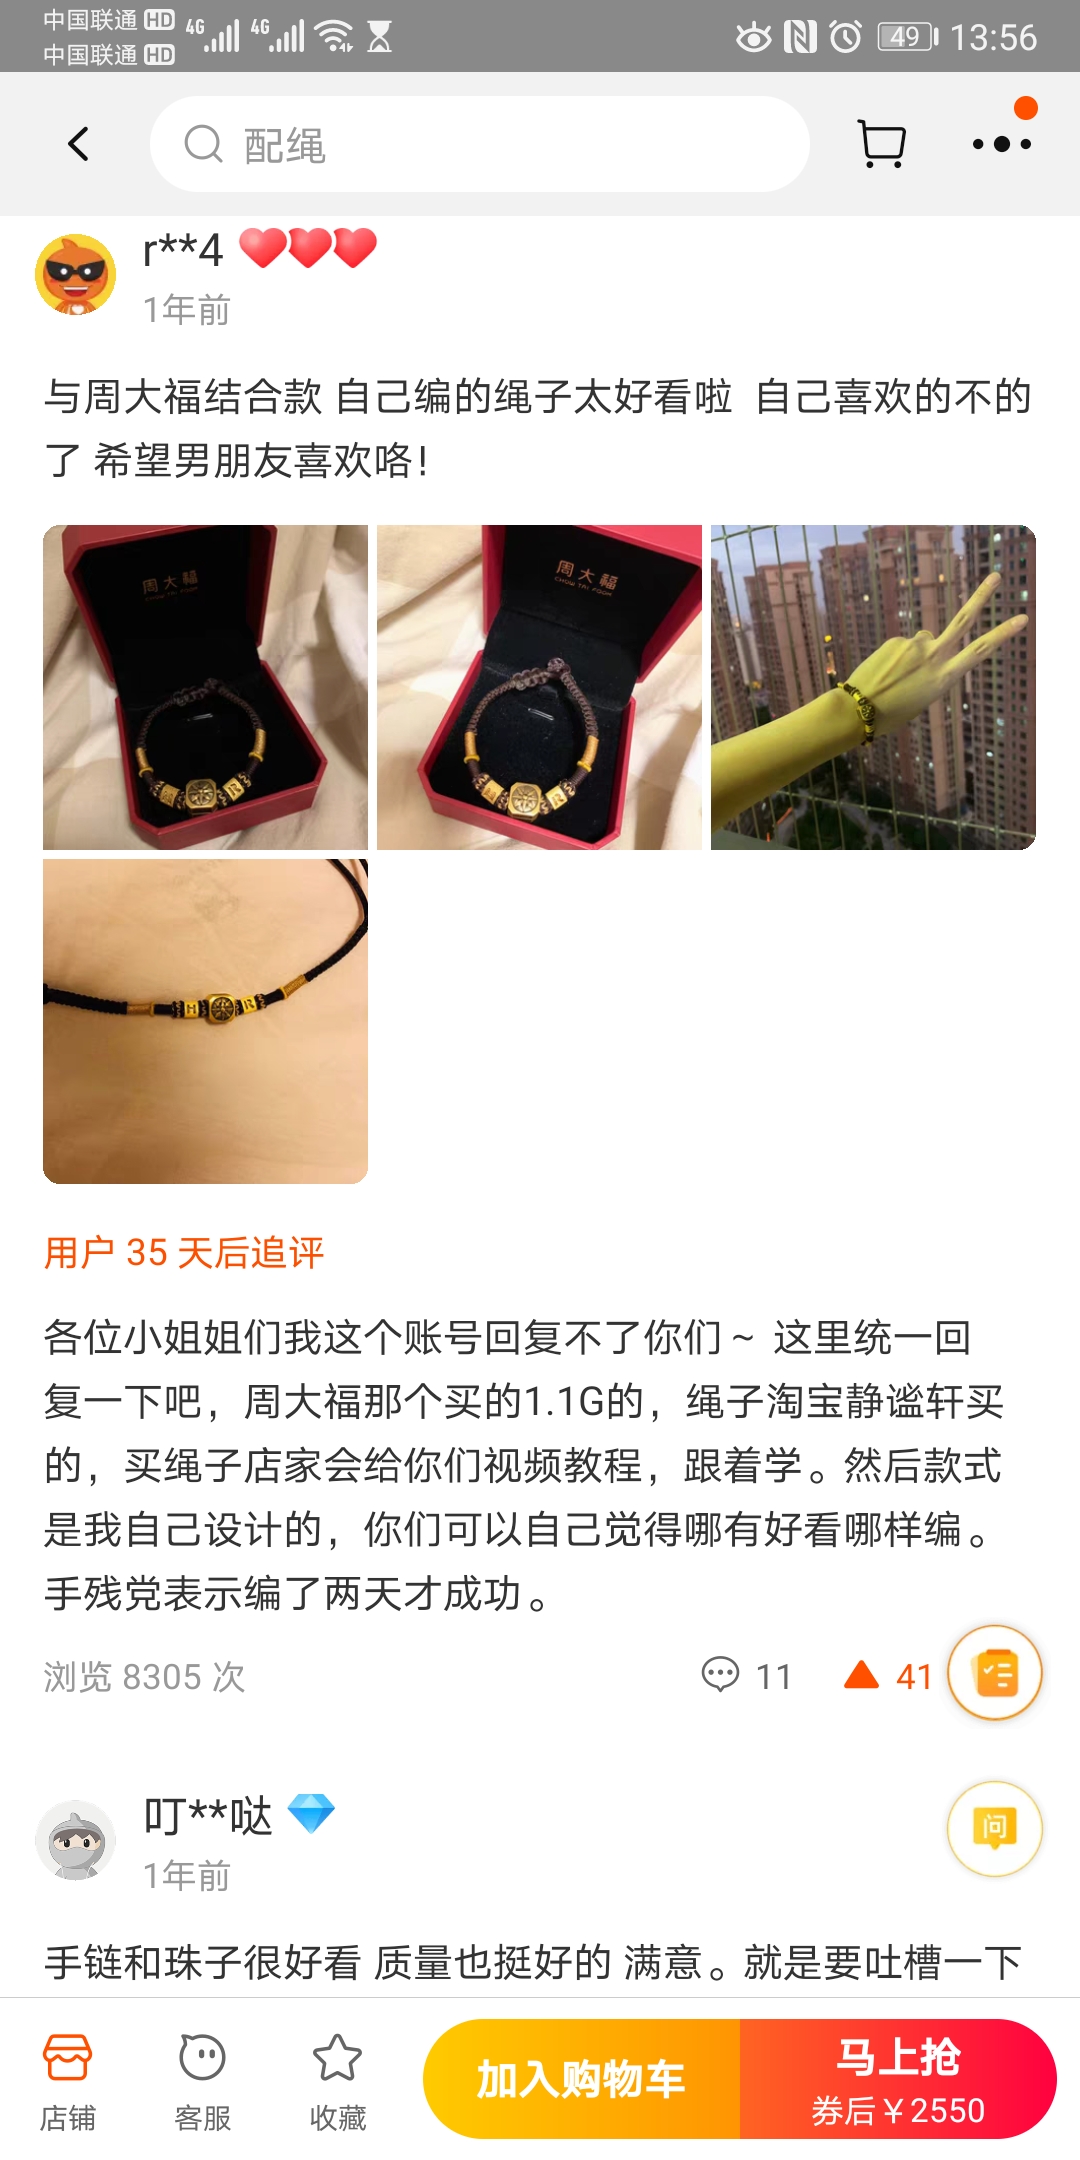 中国联通 HD 4G 4G 49 13:56
中国联通 HD
配绳
r**4
1年前
与周大福结合款 自己编的绳子太好看啦 自己喜欢的不的
了 希望男朋友喜欢咯!
周大福
CHOW TAI FOOK
周大福
CHOW TAI FOOK
R
R
H R
用户 35 天后追评
各位小姐姐们我这个账号回复不了你们~ 这里统一回
复一下吧，周大福那个买的1.1G的，绳子淘宝静谧轩买
的，买绳子店家会给你们视频教程，跟着学。然后款式
是我自己设计的，你们可以自己觉得哪有好看哪样编。
手残党表示编了两天才成功。
浏览 8305 次 11 41
叮**哒
1年前
问
手链和珠子很好看 质量也挺好的 满意。就是要吐槽一下
店铺 客服 收藏 加入购物车 马上抢
券后¥2550